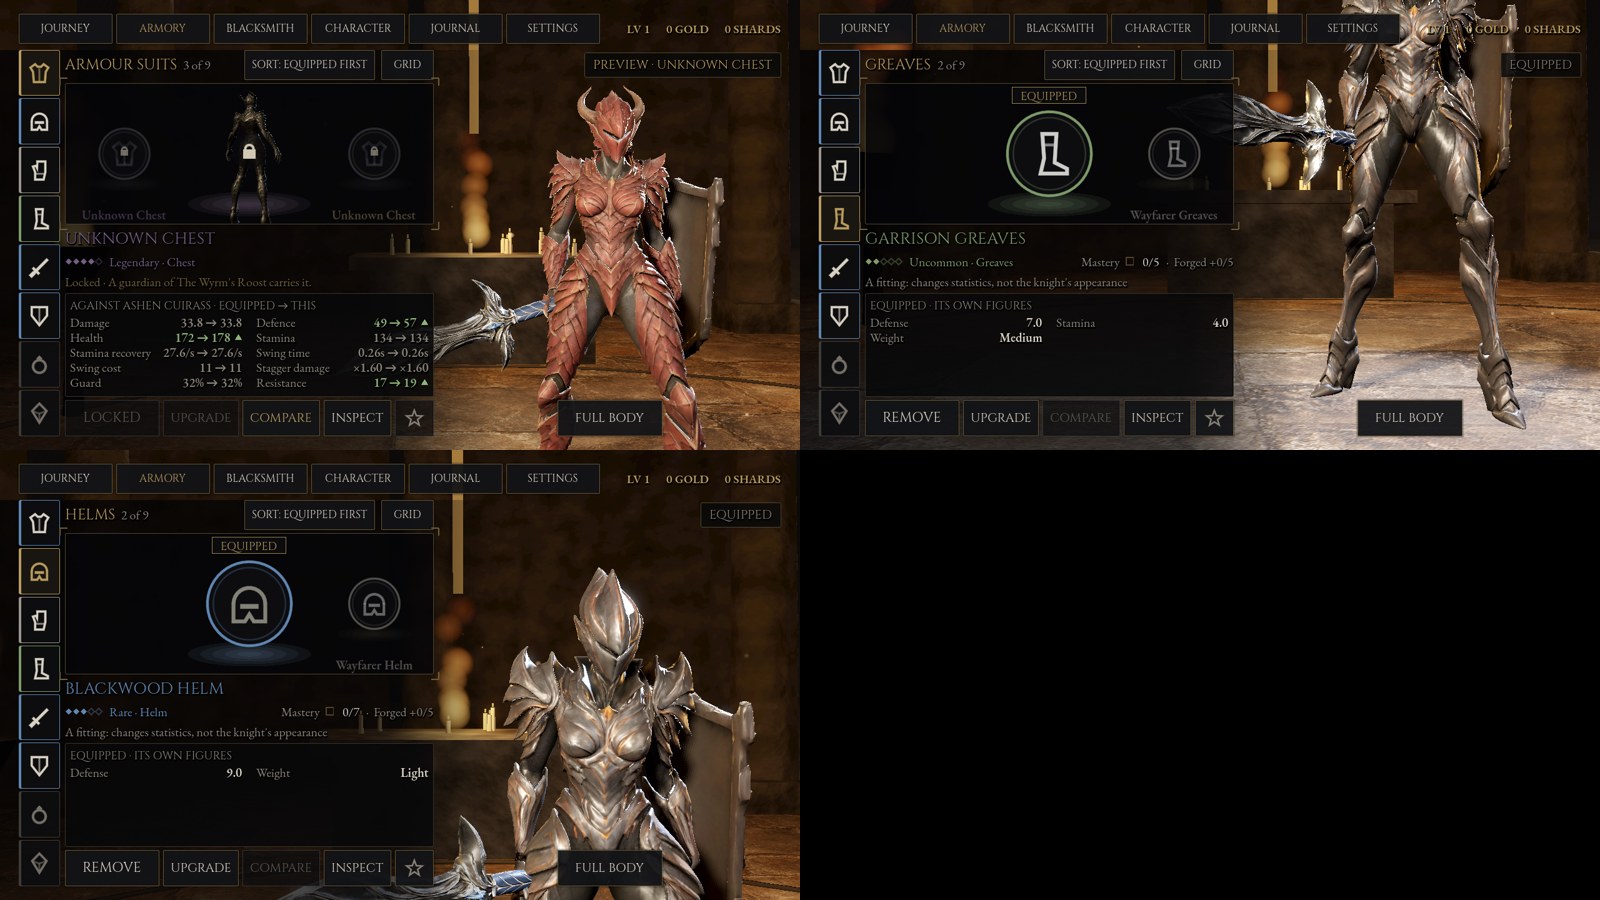 JOURNEY ARMORY BLACKSMITH CHARACTER JOURNAL SETTINGS LV 1 0 GOLD 0 SHARDS
ARMOUR SUITS 3 of 9 SORT: EQUIPPED FIRST GRID PREVIEW · UNKNOWN CHEST
Unknown Chest Unknown Chest
UNKNOWN CHEST
Legendary · Chest
Locked · A guardian of The Wyrm's Roost carries it.
AGAINST ASHEN CUIRASS · EQUIPPED → THIS
Damage 33.8 → 33.8 Defence 49 → 57 ▲
Health 172 → 178 ▲ Stamina 134 → 134
Stamina recovery 27.6/s → 27.6/s Swing time 0.26s → 0.26s
Swing cost 11 → 11 Stagger damage ×1.60 → ×1.60
Guard 32% → 32% Resistance 17 → 19 ▲
LOCKED UPGRADE COMPARE INSPECT ☆ FULL BODY
JOURNEY ARMORY BLACKSMITH CHARACTER JOURNAL SETTINGS LV 1 0 GOLD 0 SHARDS
GREAVES 2 of 9 SORT: EQUIPPED FIRST GRID EQUIPPED
EQUIPPED
Wayfarer Greaves
GARRISON GREAVES
Uncommon · Greaves Mastery 0/5 · Forged +0/5
A fitting: changes statistics, not the knight's appearance
EQUIPPED · ITS OWN FIGURES
Defense 7.0 Stamina 4.0
Weight Medium
REMOVE UPGRADE COMPARE INSPECT ☆ FULL BODY
JOURNEY ARMORY BLACKSMITH CHARACTER JOURNAL SETTINGS LV 1 0 GOLD 0 SHARDS
HELMS 2 of 9 SORT: EQUIPPED FIRST GRID EQUIPPED
EQUIPPED
Wayfarer Helm
BLACKWOOD HELM
Rare · Helm Mastery 0/7 · Forged +0/5
A fitting: changes statistics, not the knight's appearance
EQUIPPED · ITS OWN FIGURES
Defense 9.0 Weight Light
REMOVE UPGRADE COMPARE INSPECT ☆ FULL BODY